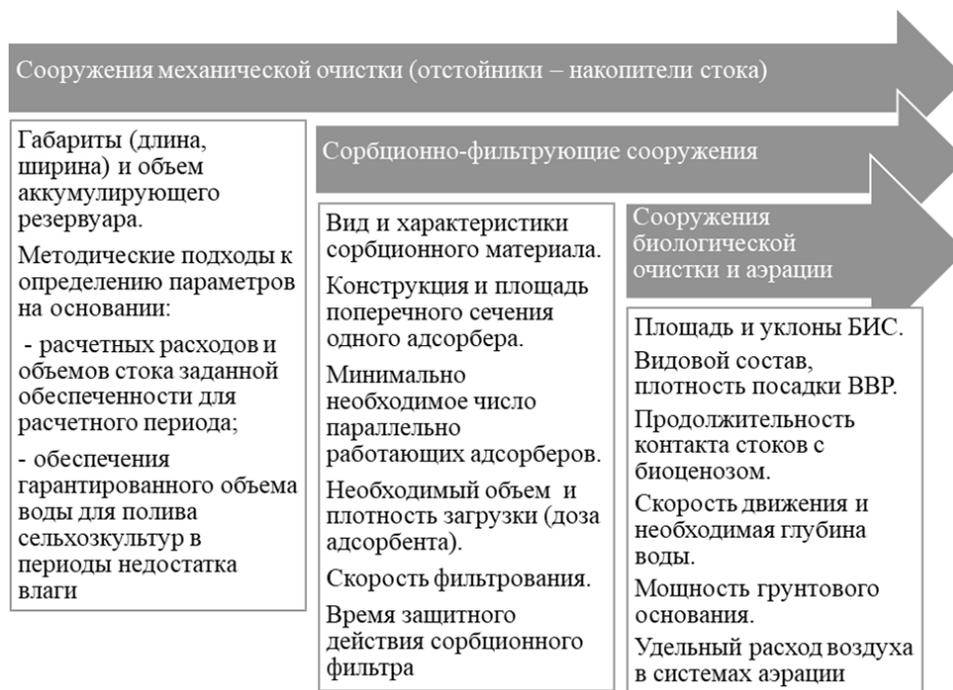 Сооружения механической очистки (отстойники – накопители стока)
Габариты (длина,
ширина) и объем
аккумулирующего
резервуара.
Методические подходы к
определению параметров
на основании:
- расчетных расходов и
объемов стока заданной
обеспеченности для
расчетного периода;
- обеспечения
гарантированного объема
воды для полива
сельхозкультур в
периоды недостатка
влаги
Сорбционно-фильтрующие сооружения
Вид и характеристики
сорбционного материала.
Конструкция и площадь
поперечного сечения
одного адсорбера.
Минимально
необходимое число
параллельно
работающих адсорберов.
Необходимый объем и
плотность загрузки (доза
адсорбента).
Скорость фильтрования.
Время защитного
действия сорбционного
фильтра
Сооружения
биологической
очистки и аэрации
Площадь и уклоны БИС.
Видовой состав,
плотность посадки ВВР.
Продолжительность
контакта стоков с
биоценозом.
Скорость движения и
необходимая глубина
воды.
Мощность грунтового
основания.
Удельный расход воздуха
в системах аэрации